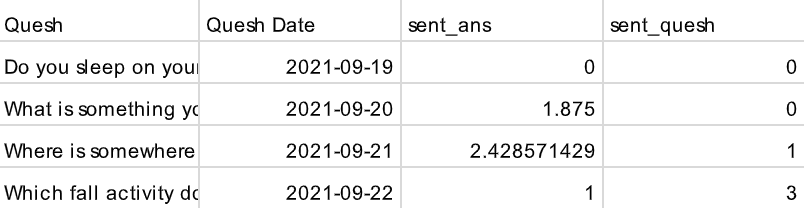 Quesh Quesh Date sent_ans sent_quesh
Do you sleep on your 2021-09-19 0 0
What is something yo 2021-09-20 1.875 0
Where is somewhere 2021-09-21 2.428571429 1
Which fall activity do 2021-09-22 1 3